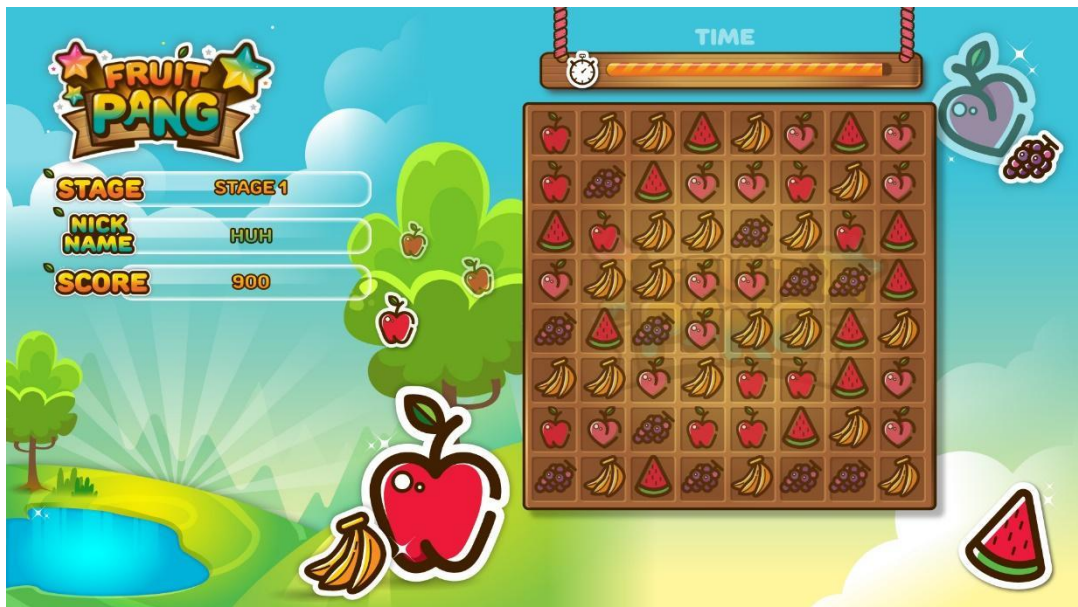 FRUIT
PANG
STAGE STAGE 1
NICK
NAME HUH
SCORE 900
TIME